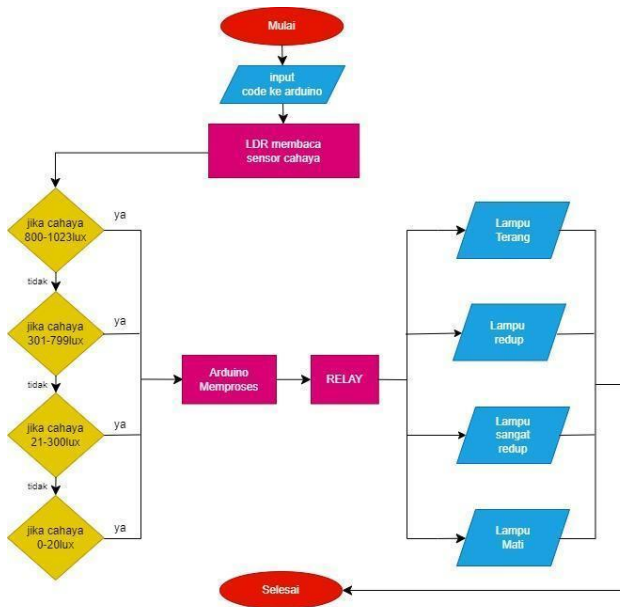 Mulai
input
code ke arduino
LDR membaca
sensor cahaya
jika cahaya
800-1023lux
ya
tidak
jika cahaya
301-799lux
ya
tidak
jika cahaya
21-300lux
ya
tidak
jika cahaya
0-20lux
ya
Arduino
Memproses
RELAY
Lampu
Terang
Lampu
redup
Lampu
sangat
redup
Lampu
Mati
Selesai